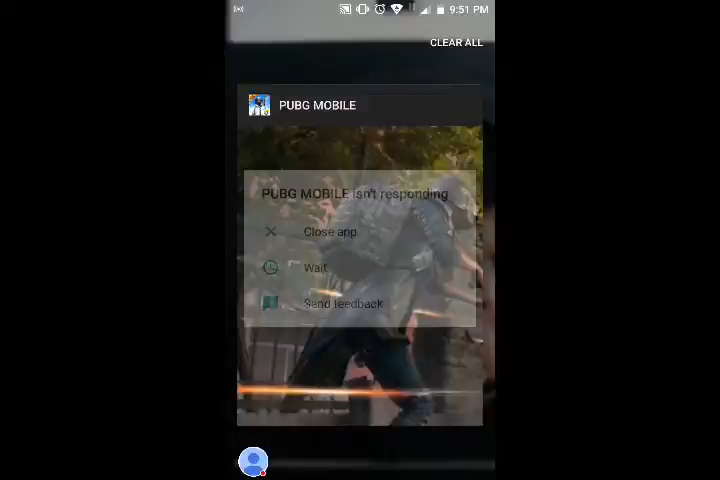 9:51 PM
CLEAR ALL
PUBG MOBILE
PUBG MOBILE isn't responding
Close app
Wait
Send feedback